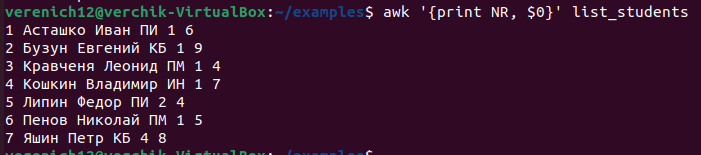 verenich12@verchik-VirtualBox:~/examples$ awk '{print NR, $0}' list_students
1 Асташко Иван ПИ 1 6
2 Бузун Евгений КБ 1 9
3 Кравченя Леонид ПМ 1 4
4 Кошкин Владимир ИН 1 7
5 Липин Федор ПИ 2 4
6 Пенов Николай ПМ 1 5
7 Яшин Петр КБ 4 8
verenich12@verchik-VirtualBox:~/examples$